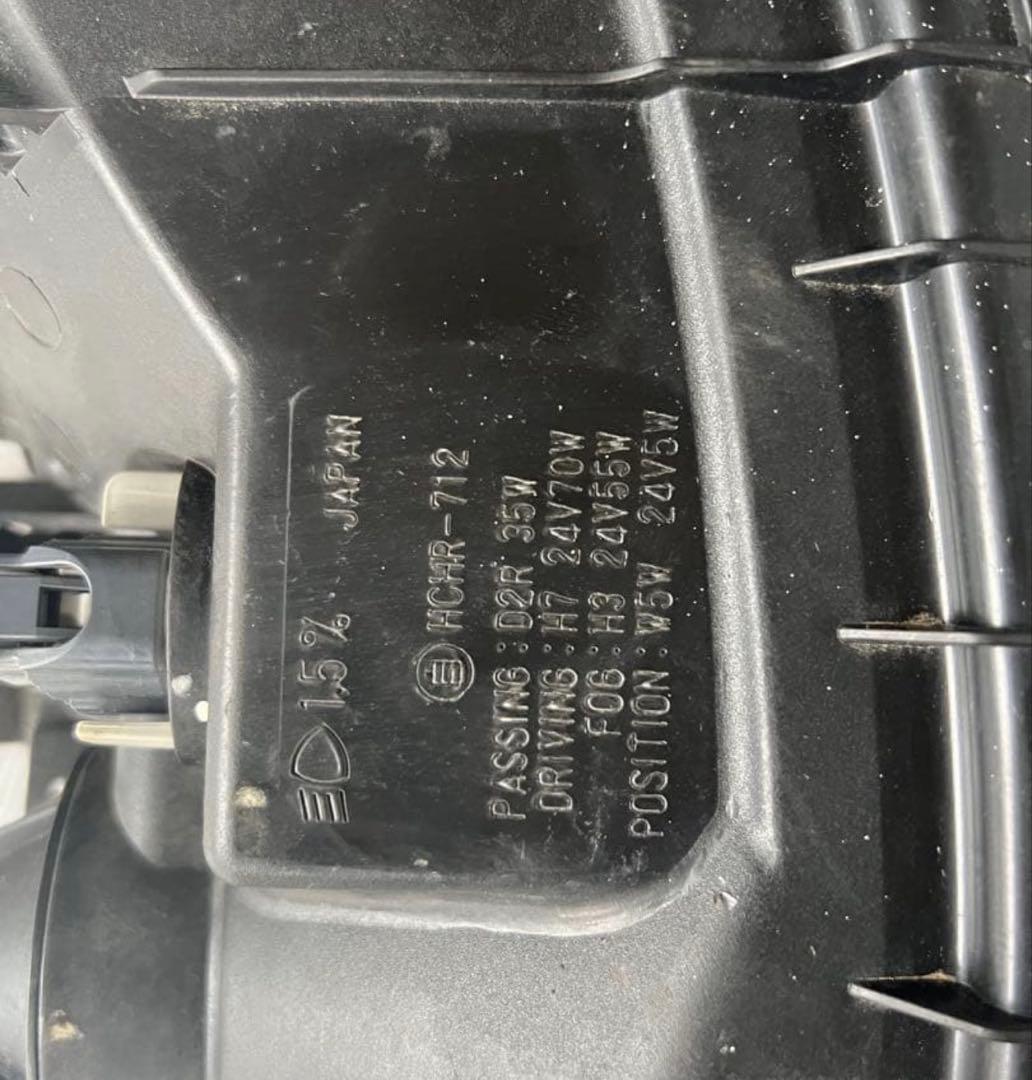 1.5% JAPAN
E HCHR-712
PASSING : D2R 35W
DRIVING : H7 24V70W
FOG : H3 24V55W
POSITION : W5W 24V5W